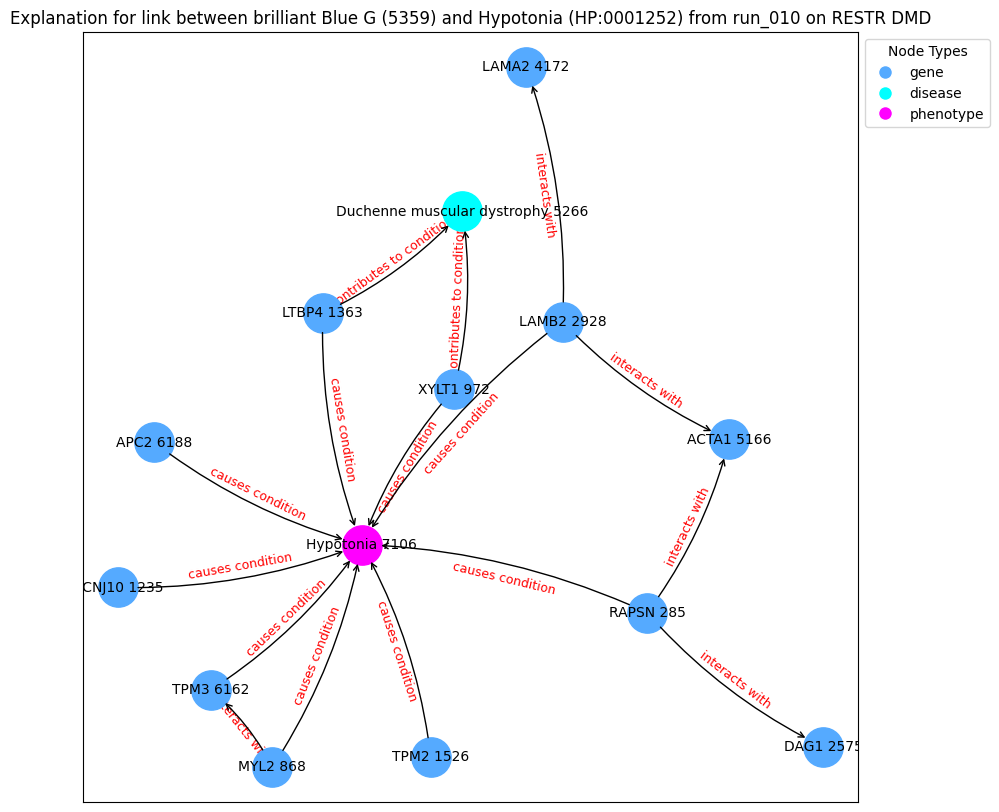 Explanation for link between brilliant Blue G (5359) and Hypotonia (HP:0001252) from run_010 on RESTR DMD
Node Types
gene
disease
phenotype
LAMA2 4172
interacts with
Duchenne muscular dystrophy 5266
ontributes to condition
ontributes to condition
LTBP4 1363
LAMB2 2928
interacts with
XYLT1 972
causes condition
causes condition
causes condition
ACTA1 5166
APC2 6188
causes condition
interacts with
Hypotonia 7106
causes condition
causes condition
CNJ10 1235
RAPSN 285
causes condition
causes condition
causes condition
interacts with
TPM3 6162
MYL2 868
TPM2 1526
DAG1 2575